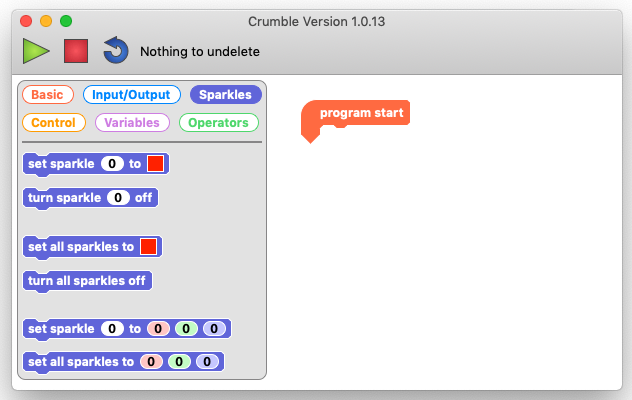 Crumble Version 1.0.13
Nothing to undelete
Basic Input/Output Sparkles
Control Variables Operators
program start
set sparkle 0 to
turn sparkle 0 off
set all sparkles to
turn all sparkles off
set sparkle 0 to 0 0 0
set all sparkles to 0 0 0